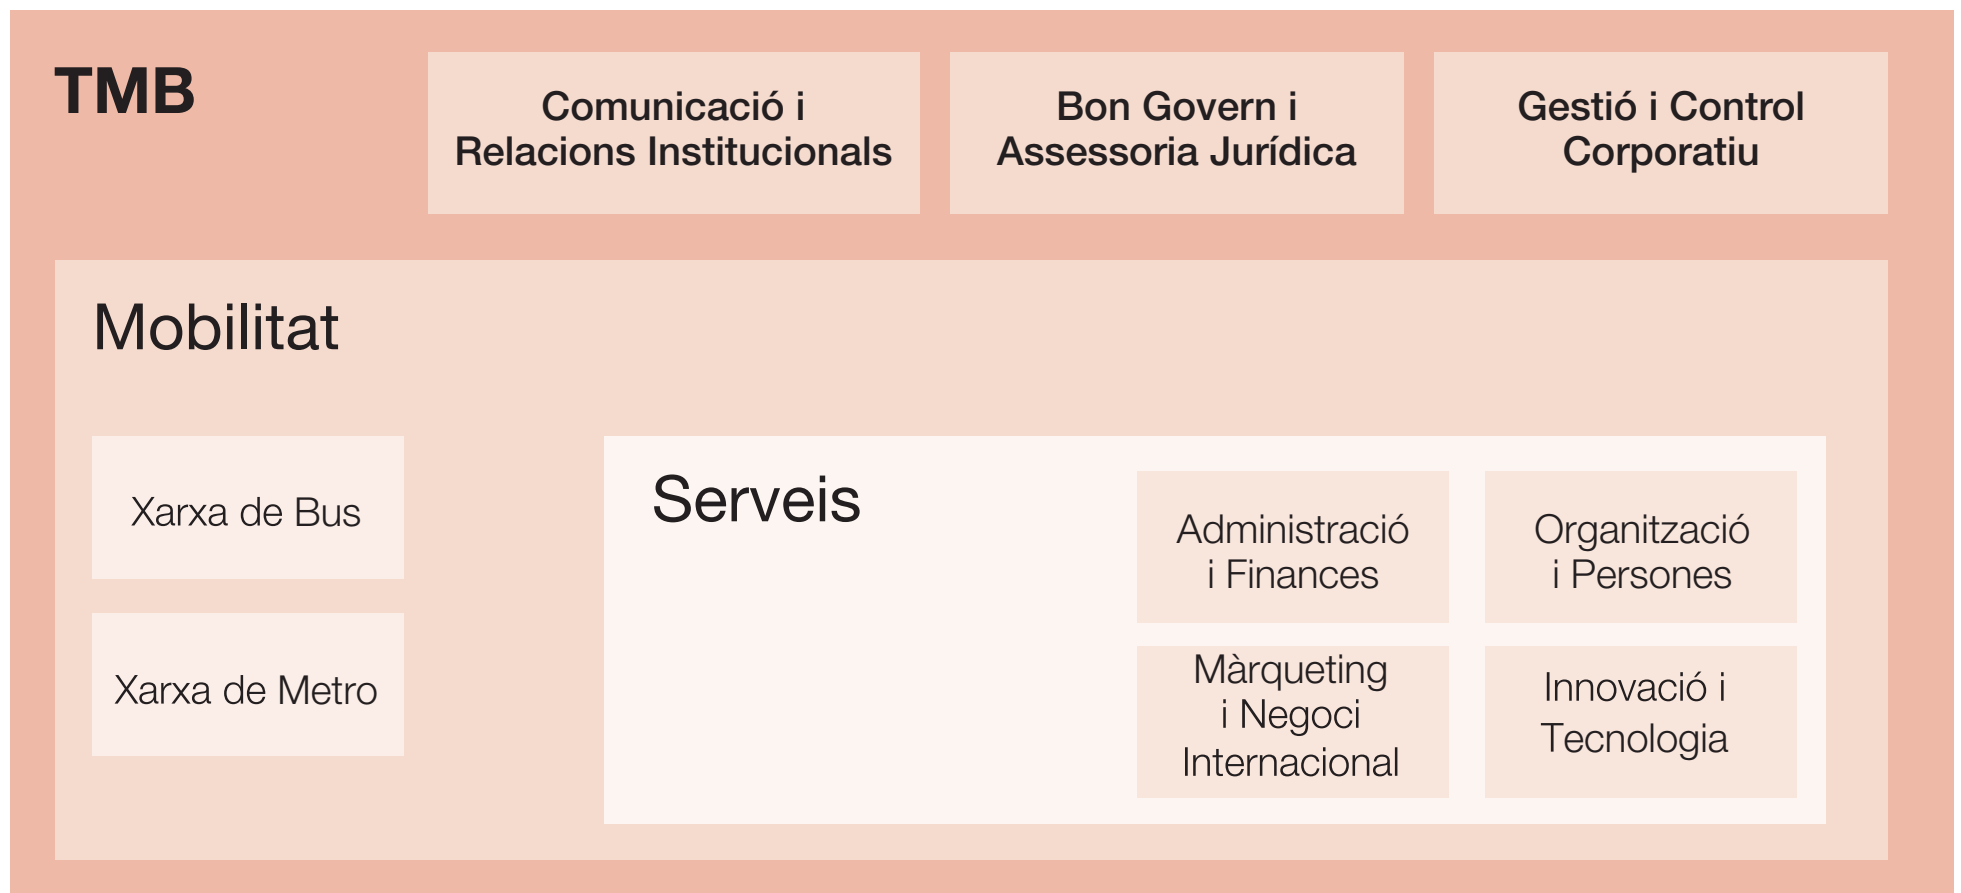 TMB
Comunicació i
Relacions Institucionals
Bon Govern i
Assessoria Jurídica
Gestió i Control
Corporatiu
Mobilitat
Xarxa de Bus
Xarxa de Metro
Serveis
Administració
i Finances
Organització
i Persones
Màrqueting
i Negoci
Internacional
Innovació i
Tecnologia